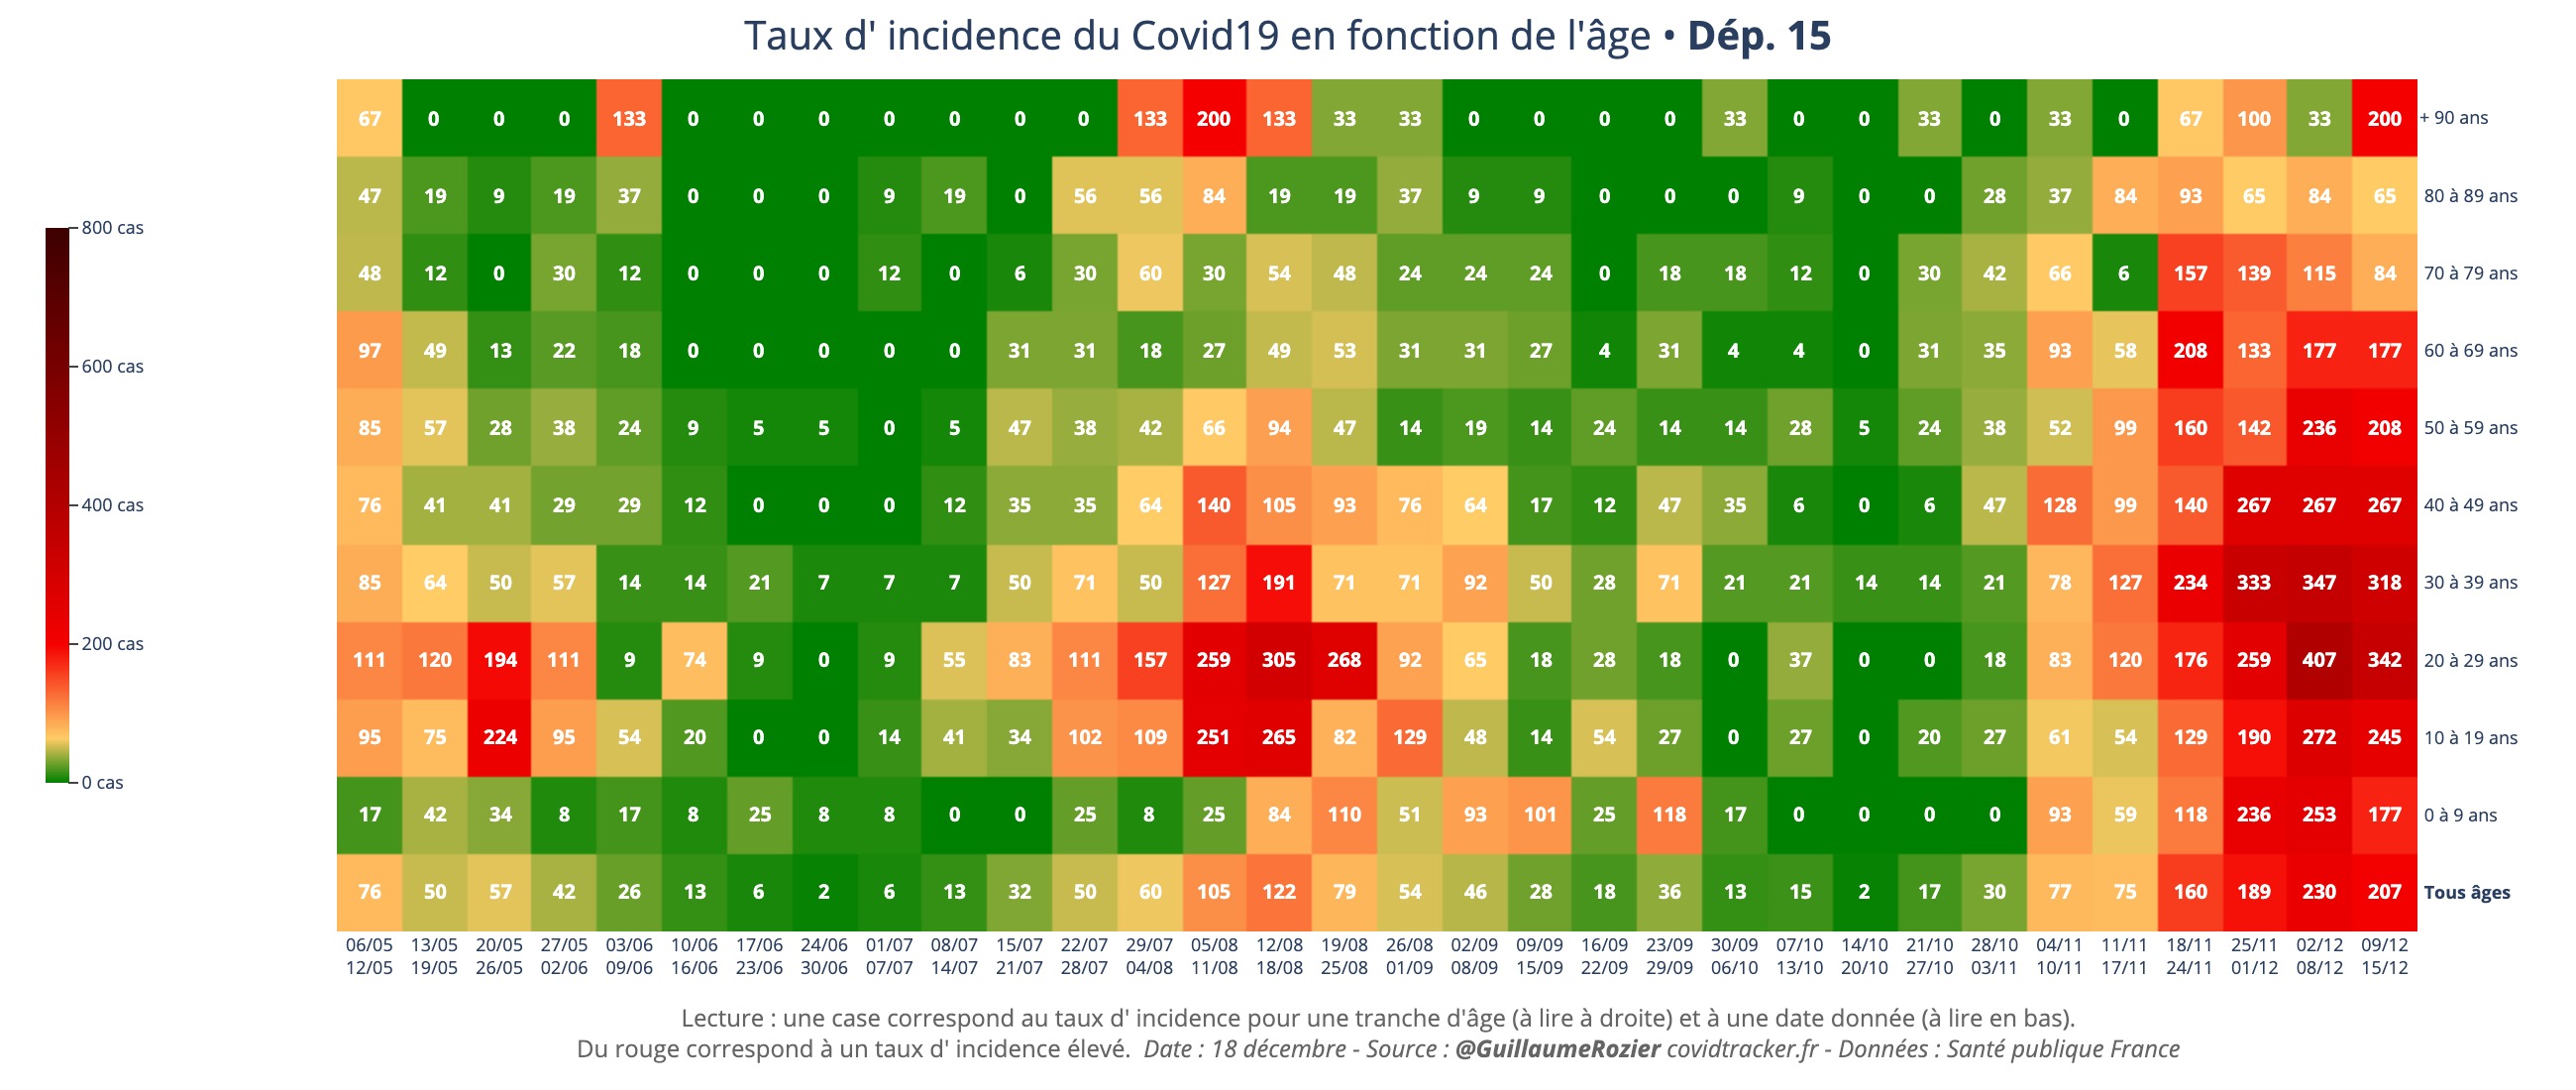 Taux d' incidence du Covid19 en fonction de l'âge • Dép. 15
67 0 0 0 133 0 0 0 0 0 0 0 133 200 133 33 33 0 0 0 0 33 0 0 33 0 33 0 67 100 33 200 + 90 ans
47 19 9 19 37 0 0 0 9 19 0 56 56 84 19 19 37 9 9 0 0 0 9 0 0 28 37 84 93 65 84 65 80 à 89 ans
800 cas
48 12 0 30 12 0 0 0 12 0 6 30 60 30 54 48 24 24 24 0 18 18 12 0 30 42 66 6 157 139 115 84 70 à 79 ans
97 49 13 22 18 0 0 0 0 0 31 31 18 27 49 53 31 31 27 4 31 4 4 0 31 35 93 58 208 133 177 177 60 à 69 ans
600 cas
85 57 28 38 24 9 5 5 0 5 47 38 42 66 94 47 14 19 14 24 14 14 28 5 24 38 52 99 160 142 236 208 50 à 59 ans
400 cas
76 41 41 29 29 12 0 0 0 12 35 35 64 140 105 93 76 64 17 12 47 35 6 0 6 47 128 99 140 267 267 267 40 à 49 ans
85 64 50 57 14 14 21 7 7 7 50 71 50 127 191 71 71 92 50 28 71 21 21 14 14 21 78 127 234 333 347 318 30 à 39 ans
200 cas
111 120 194 111 9 74 9 0 9 55 83 111 157 259 305 268 92 65 18 28 18 0 37 0 0 18 83 120 176 259 407 342 20 à 29 ans
95 75 224 95 54 20 0 0 14 41 34 102 109 251 265 82 129 48 14 54 27 0 27 0 20 27 61 54 129 190 272 245 10 à 19 ans
0 cas
17 42 34 8 17 8 25 8 8 0 0 25 8 25 84 110 51 93 101 25 118 17 0 0 0 0 93 59 118 236 253 177 0 à 9 ans
76 50 57 42 26 13 6 2 6 13 32 50 60 105 122 79 54 46 28 18 36 13 15 2 17 30 77 75 160 189 230 207 Tous âges
06/05 13/05 20/05 27/05 03/06 10/06 17/06 24/06 01/07 08/07 15/07 22/07 29/07 05/08 12/08 19/08 26/08 02/09 09/09 16/09 23/09 30/09 07/10 14/10 21/10 28/10 04/11 11/11 18/11 25/11 02/12 09/12
12/05 19/05 26/05 02/06 09/06 16/06 23/06 30/06 07/07 14/07 21/07 28/07 04/08 11/08 18/08 25/08 01/09 08/09 15/09 22/09 29/09 06/10 13/10 20/10 27/10 03/11 10/11 17/11 24/11 01/12 08/12 15/12
Lecture : une case correspond au taux d' incidence pour une tranche d'âge (à lire à droite) et à une date donnée (à lire en bas).
Du rouge correspond à un taux d' incidence élevé. Date : 18 décembre - Source : @GuillaumeRozier covidtracker.fr - Données : Santé publique France